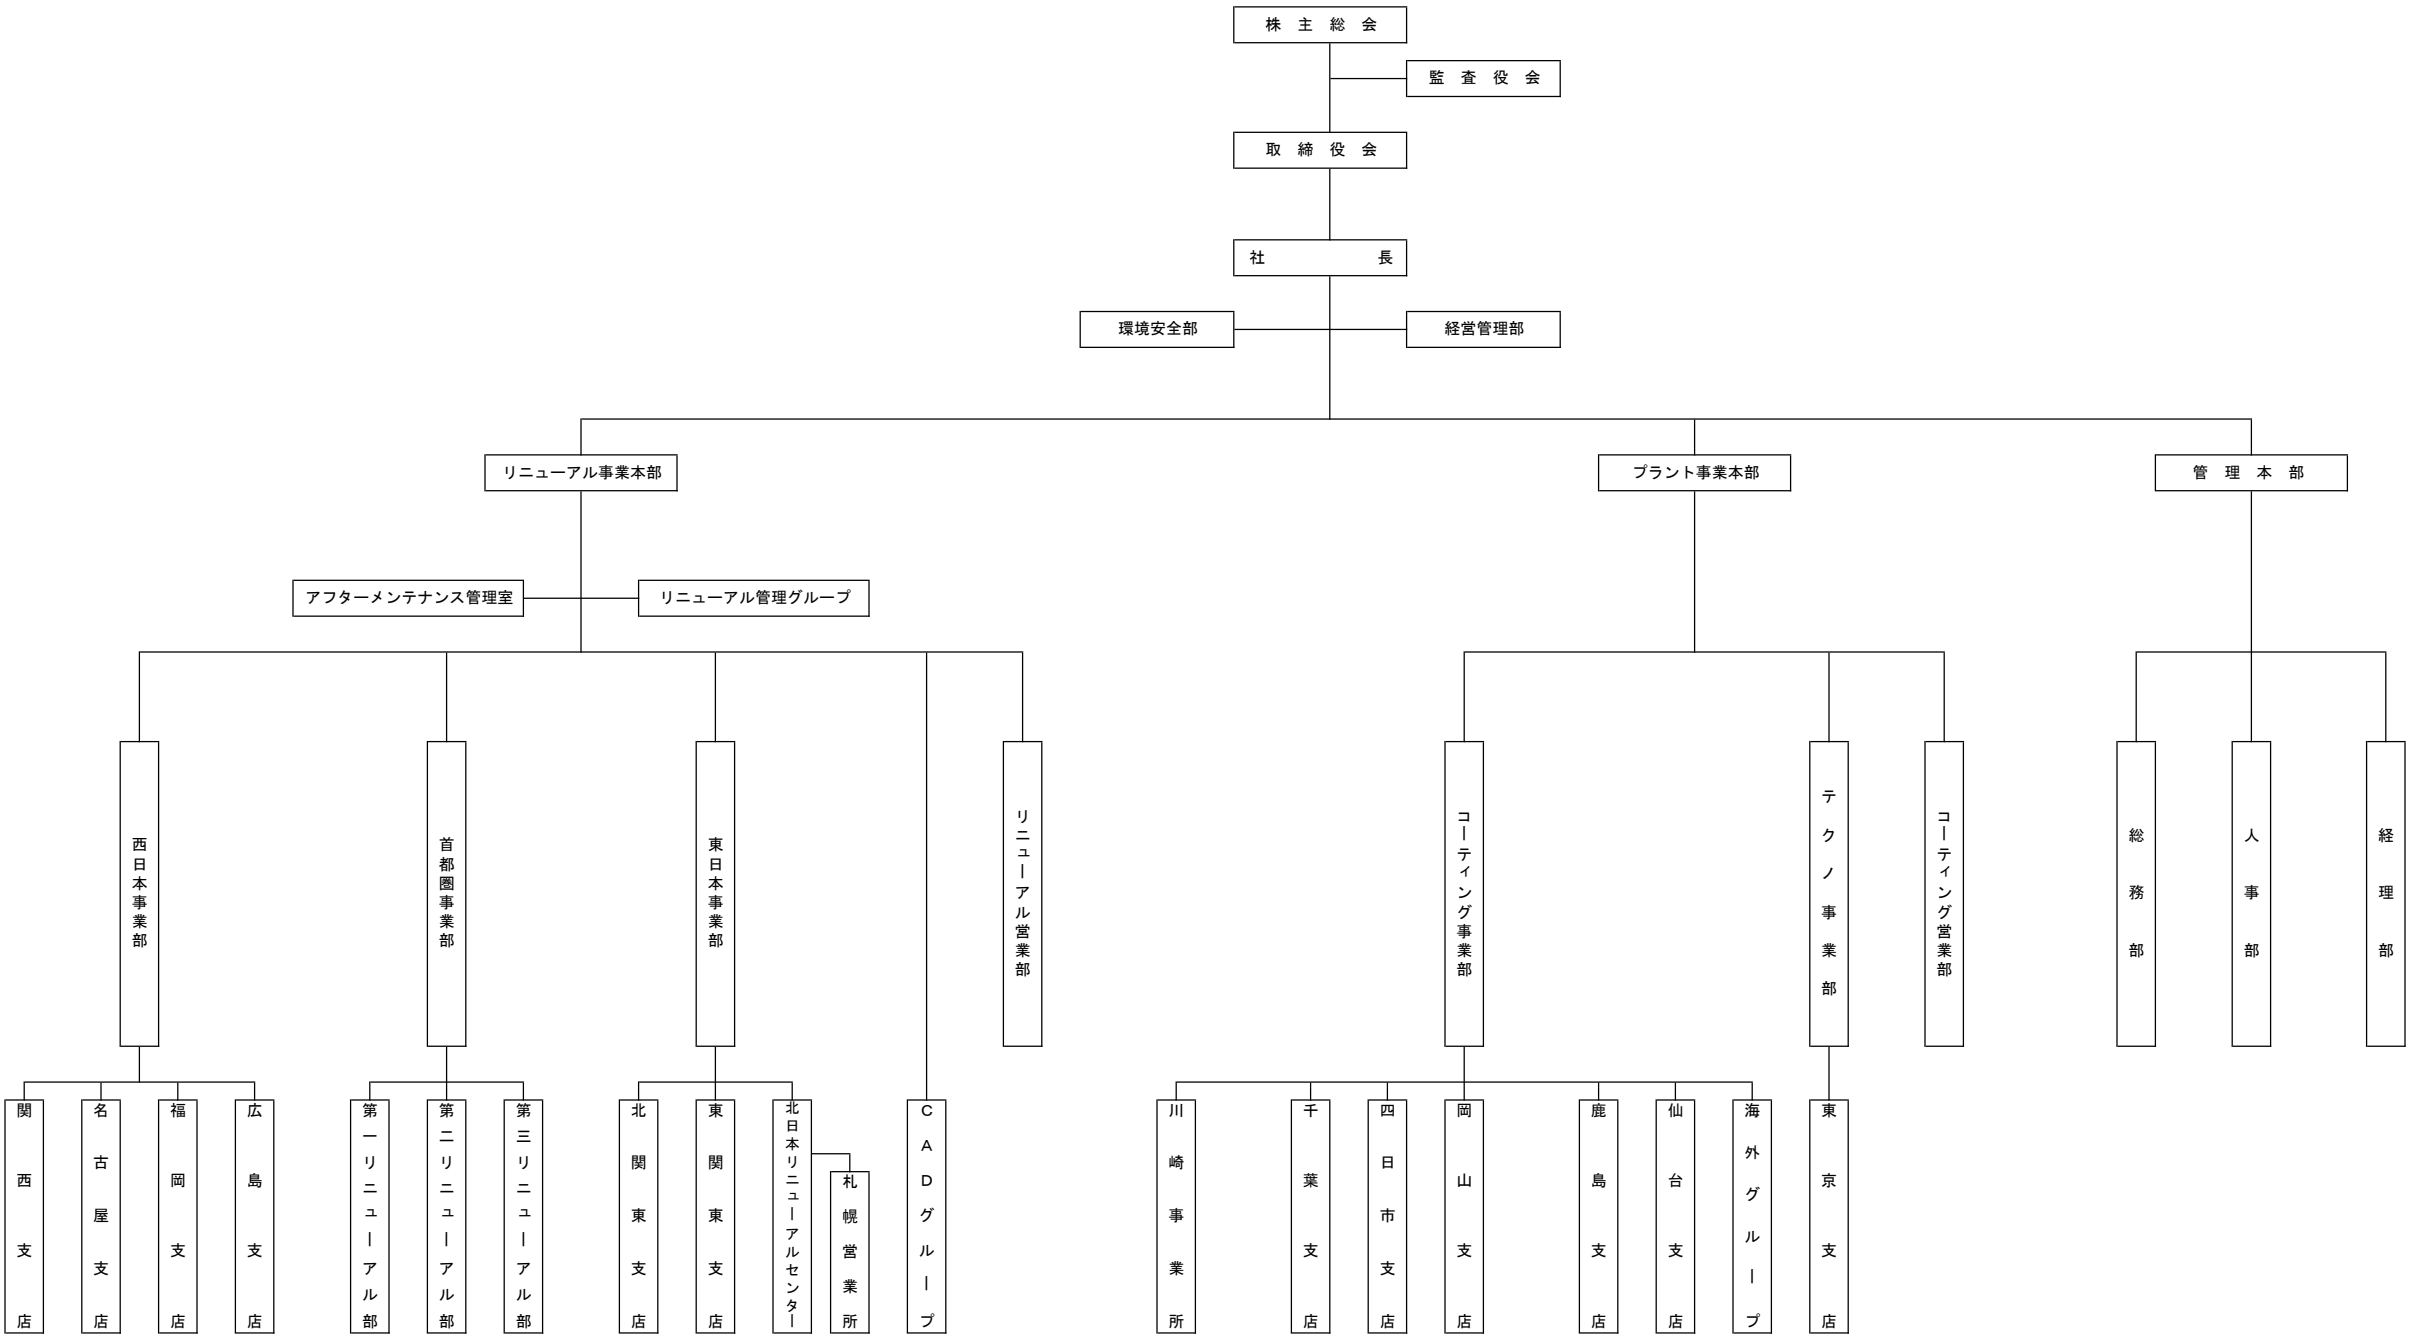 株主総会
監査役会
取締役会
社長
環境安全部
経営管理部
リニューアル事業本部
プラント事業本部
管理本部
アフターメンテナンス管理室
リニューアル管理グループ
西日本事業部
首都圏事業部
東日本事業部
リニューアル営業部
コーティング事業部
テクノ事業部
コーティング営業部
総務部
人事部
経理部
関西支店
名古屋支店
福岡支店
広島支店
第一リニューアル部
第二リニューアル部
第三リニューアル部
北関東支店
東関東支店
北日本リニューアルセンター
札幌営業所
CADグループ
川崎事業所
千葉支店
四日市支店
岡山支店
鹿島支店
仙台支店
海外グループ
東京支店